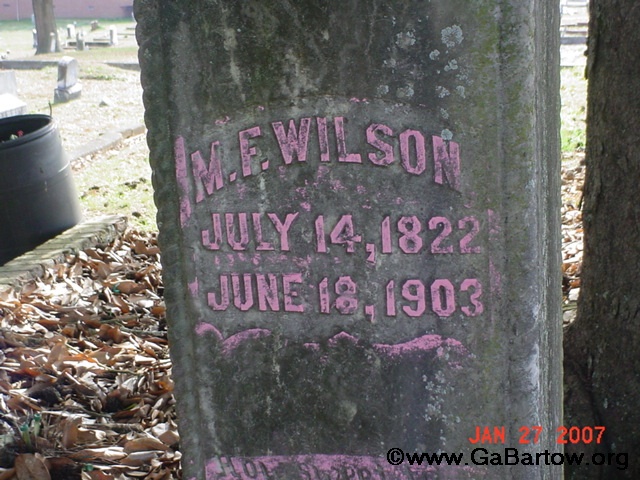 M.F. WILSON
JULY 14, 1822
JUNE 18, 1903
JAN 27 2007
©www.GaBartow.org